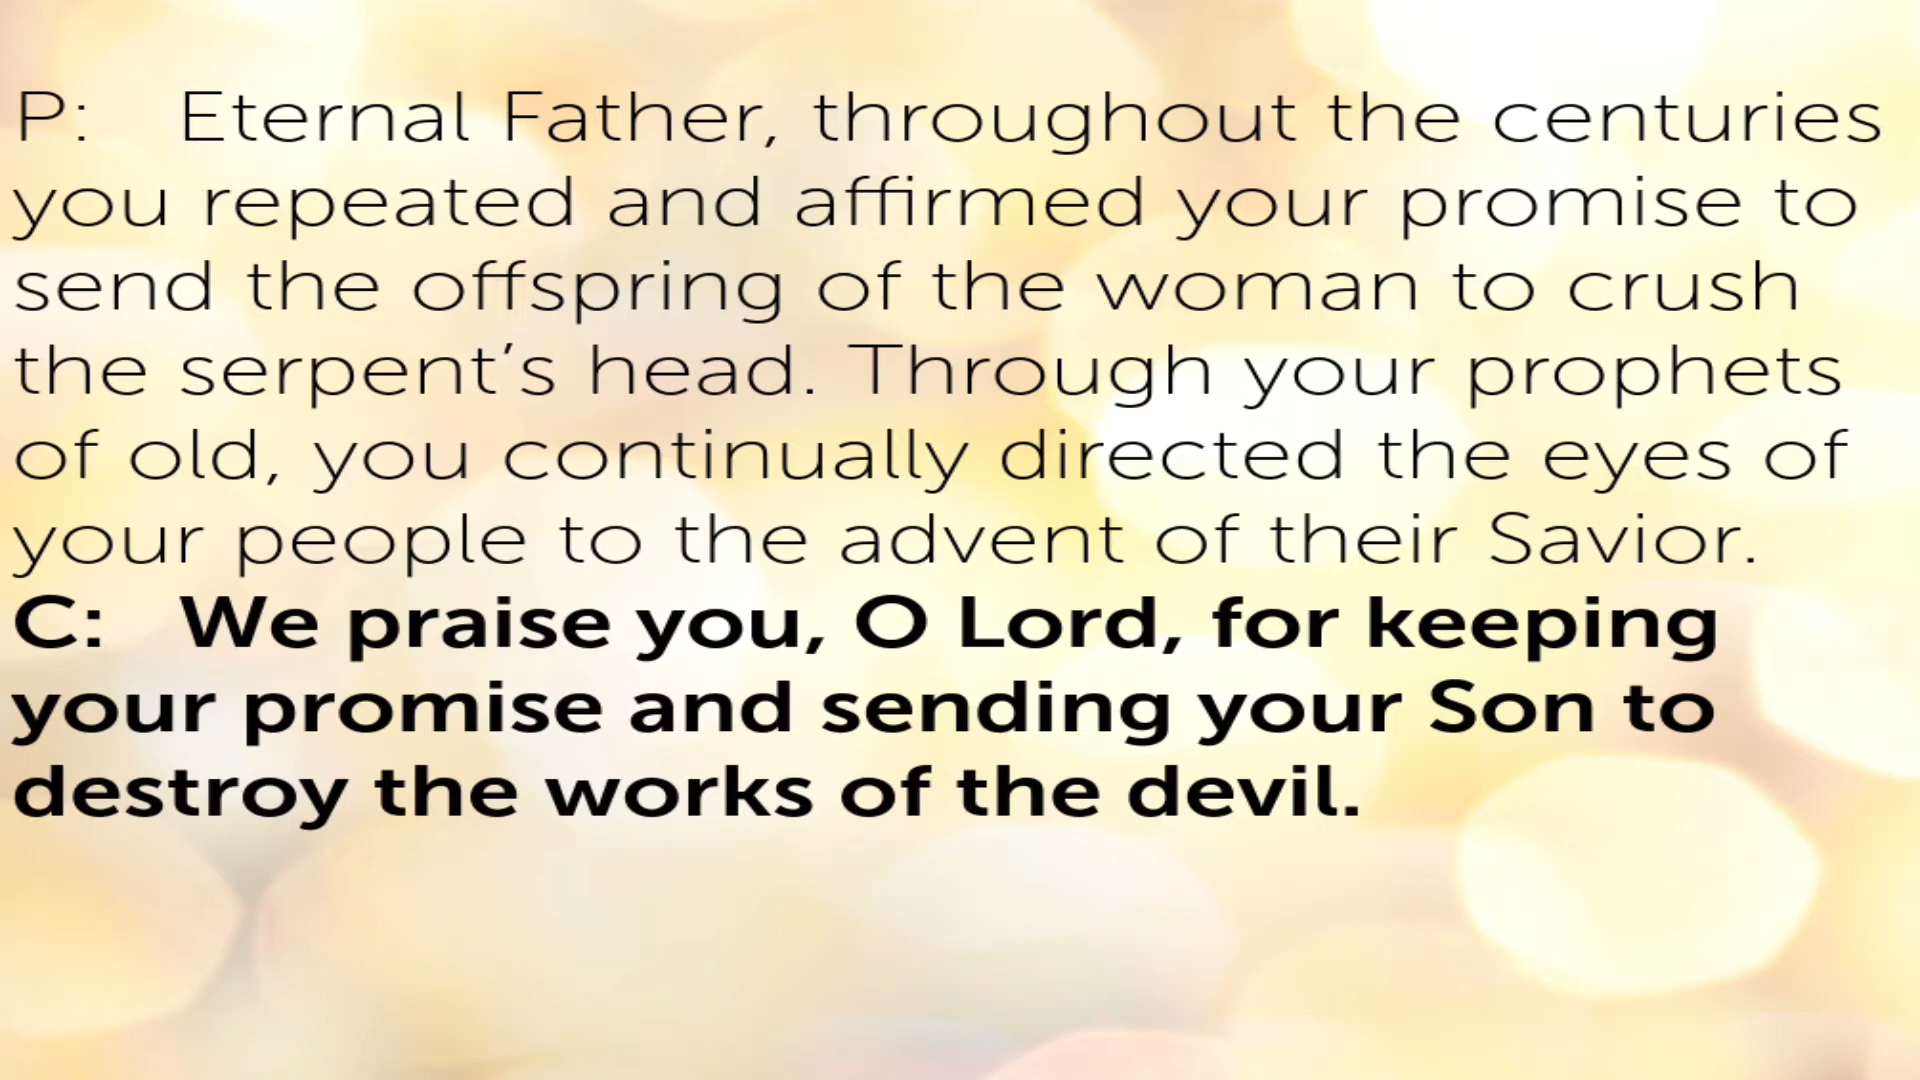 P: Eternal Father, throughout the centuries
you repeated and affirmed your promise to
send the offspring of the woman to crush
the serpent’s head. Through your prophets
of old, you continually directed the eyes of
your people to the advent of their Savior.
C: We praise you, O Lord, for keeping
your promise and sending your Son to
destroy the works of the devil.